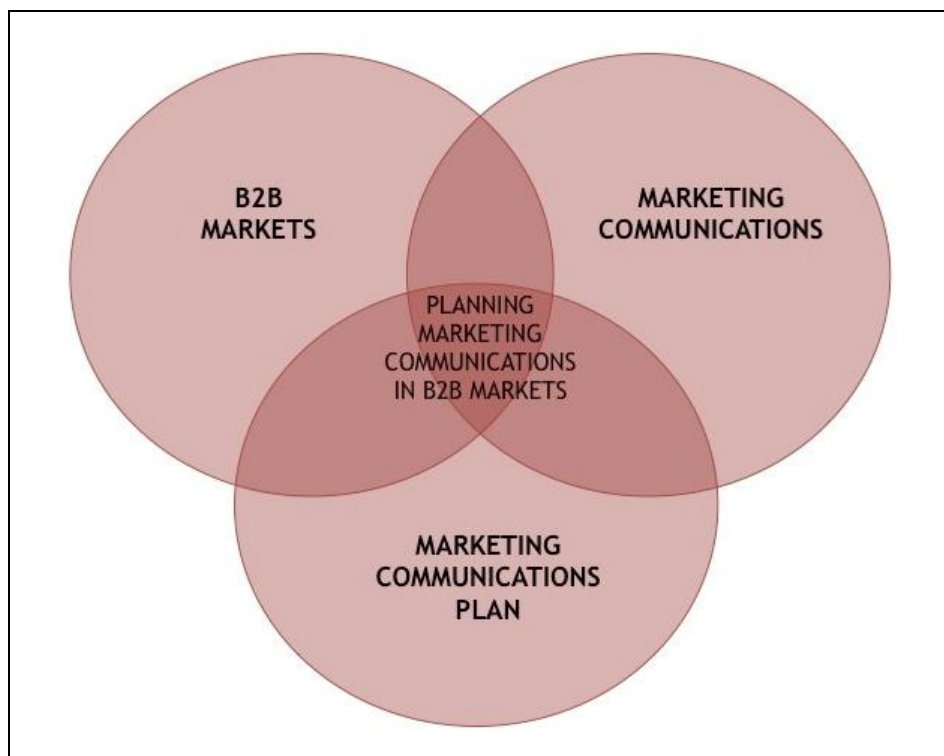 B2B
MARKETS
MARKETING
COMMUNICATIONS
PLANNING
MARKETING
COMMUNICATIONS
IN B2B MARKETS
MARKETING
COMMUNICATIONS
PLAN